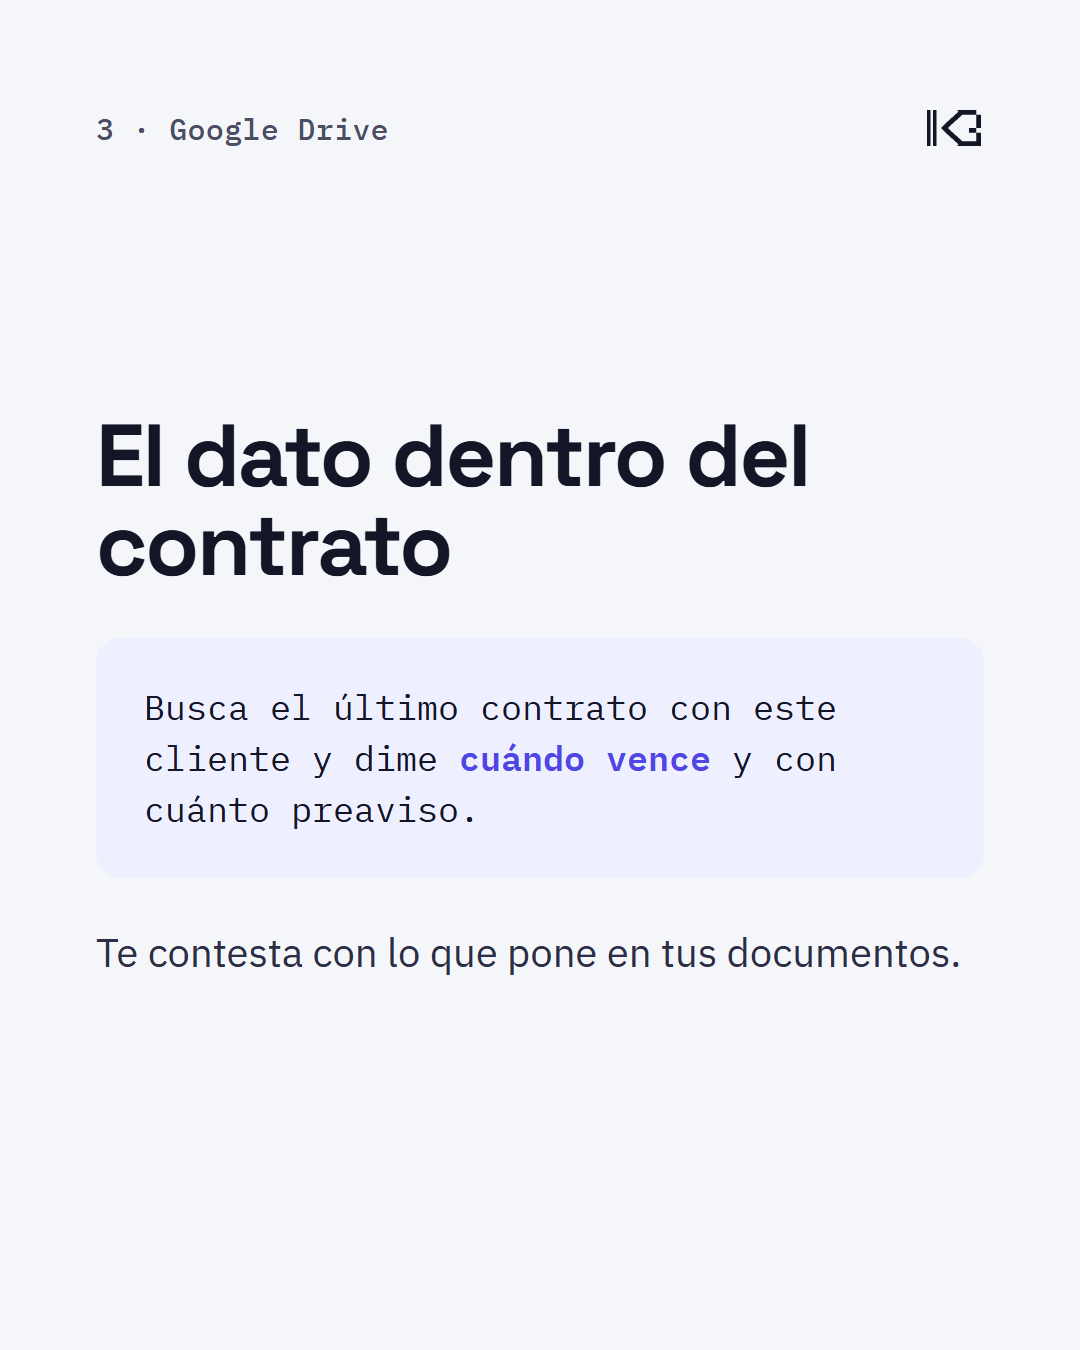 3 · Google Drive
El dato dentro del
contrato
Busca el último contrato con este
cliente y dime cuándo vence y con
cuánto preaviso.
Te contesta con lo que pone en tus documentos.